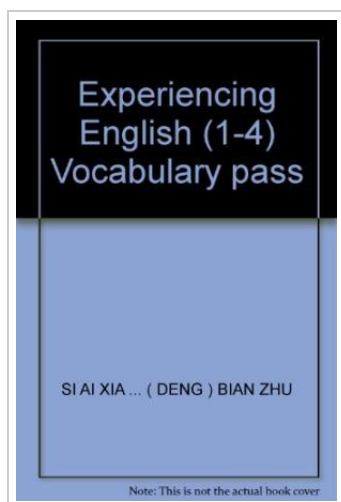 Experiencing
English (1-4)
Vocabulary pass
SI AI XIA ... ( DENG ) BIAN ZHU
Note: This is not the actual book cover